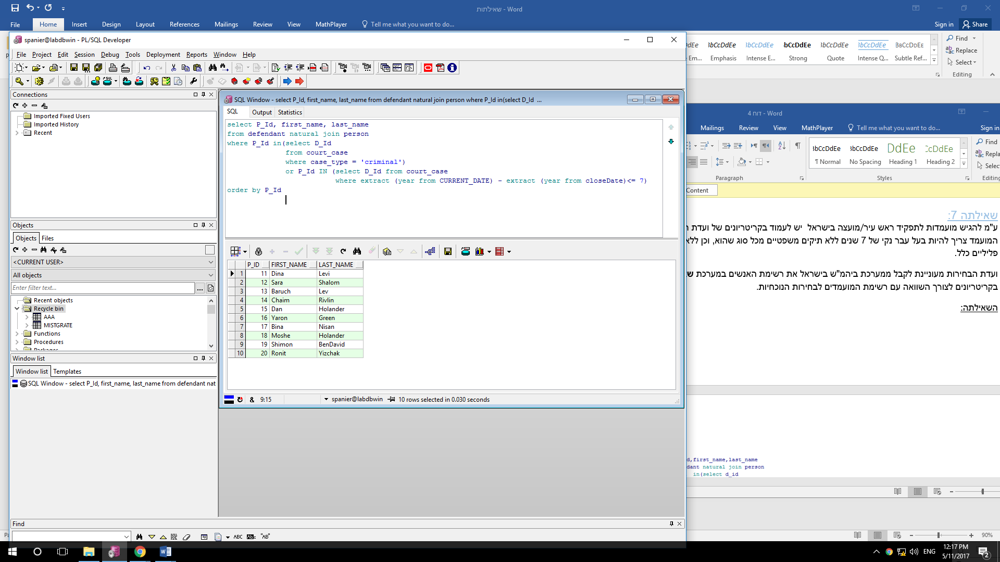 שאילתות - Word
File Home Insert Design Layout References Mailings Review View MathPlayer Tell me what you want to do...
Sign in Share
spanier@labdbwin - PL/SQL Developer
File Project Edit Session Debug Tools Deployment Reports Window Help
Connections
Imported Fixed Users
Imported History
Recent
Objects
Objects Files
<CURRENT USER>
All objects
Enter filter text...
Recent objects
Recycle bin
AAA
MISTGRATE
Functions
Procedures
Packages
Window list
Window list Templates
SQL Window - select P_Id, first_name, last_name from defendant nat
SQL Window - select P_Id, first_name, last_name from defendant natural join person where P_Id in(select D_Id ...
SQL Output Statistics
select P_Id, first_name, last_name
from defendant natural join person
where P_Id in(select D_Id
from court_case
where case_type = 'criminal')
or P_Id IN (select D_Id from court_case
where extract (year from CURRENT_DATE) - extract (year from closeDate)<= 7)
order by P_Id
P_ID FIRST_NAME LAST_NAME
1 11 Dina Levi
2 12 Sara Shalom
3 13 Baruch Lev
4 14 Chaim Rivlin
5 15 Dan Holander
6 16 Yaron Green
7 17 Bina Nisan
8 18 Moshe Holander
9 19 Shimon BenDavid
10 20 Ronit Yizchak
& 9:15 spanier@labdbwin 10 rows selected in 0.030 seconds
Find
ABC "AB"
Emphasis Intense E... Strong Quote Intense Q... Subtle Ref...
Find
Replace
Select
Editing
דוח 4 - Word
Mailings Review View MathPlayer Tell me what you want to do... Sign in
¶ Normal No Spacing Heading 1 Heading 2
Find
Paragraph Styles Editing
Content
שאילתה 7:
ע"מ להגיש מועמדות לתפקיד ראש עיר/מועצה בישראל יש לעמוד בקריטריונים של ועדת
המועמד צריך להיות בעל עבר נקי של 7 שנים ללא תיקים משפטיים מכל סוג שהוא, וכן ללא
פליליים כלל.
ועדת הבחירות מעוניינת לקבל ממערכת ביהמ"ש בישראל את רשימת האנשים במערכת
בקריטריונים לצורך השוואה עם רשימת המועמדים לבחירות הנוכחיות.
השאילתה:
d,first_name,last_name
dant natural join person
in(select d_id
90%
ENG
12:17 PM
5/11/2017
2